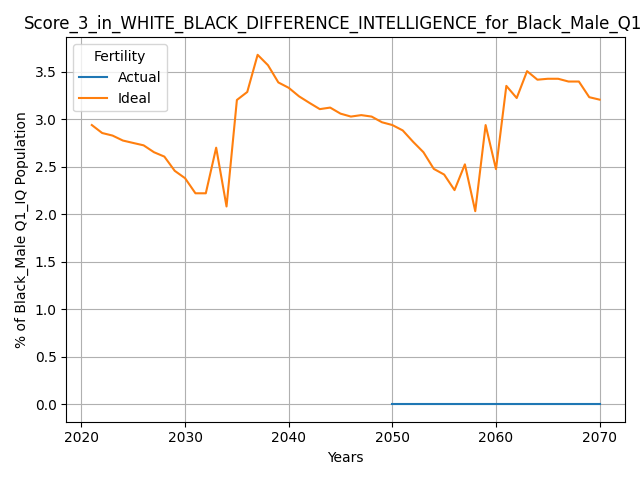 Score_3_in_WHITE_BLACK_DIFFERENCE_INTELLIGENCE_for_Black_Male_Q1
Fertility
Actual
Ideal
% of Black_Male Q1_IQ Population
3.5
3.0
2.5
2.0
1.5
1.0
0.5
0.0
2020 2030 2040 2050 2060 2070
Years